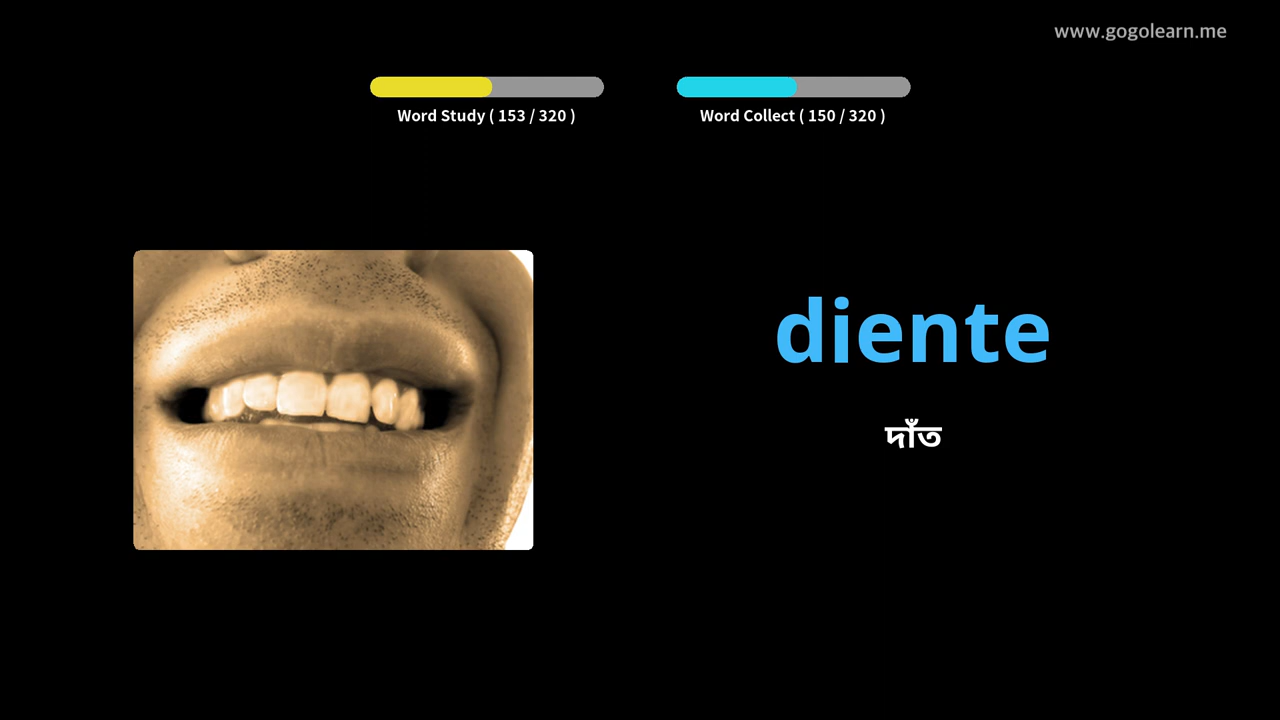 www.gogolearn.me
Word Study ( 153 / 320 )
Word Collect ( 150 / 320 )
diente
দাঁত